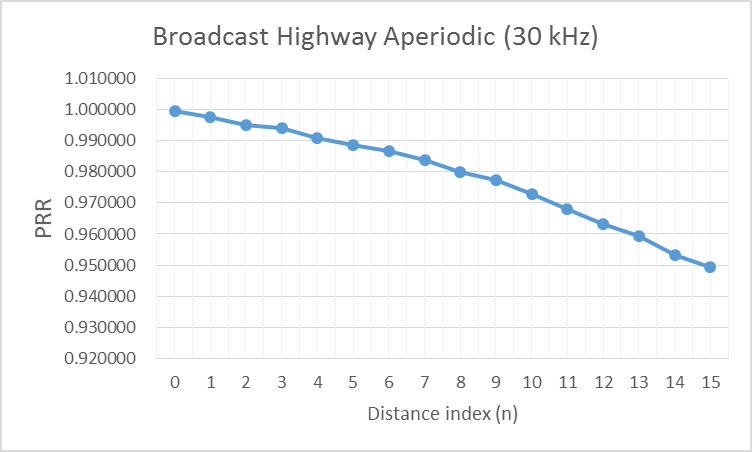 Broadcast Highway Aperiodic (30 kHz)
1.010000
1.000000
0.990000
0.980000
0.970000
0.960000
0.950000
0.940000
0.930000
0.920000
PRR
0 1 2 3 4 5 6 7 8 9 10 11 12 13 14 15
Distance index (n)